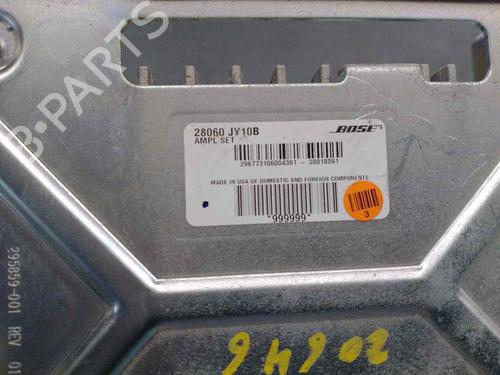 B-PARTS
28060 JY10B
AMPL SET
BOSE
296773106004391 - 08018091
MADE IN USA OF DOMESTIC AND FOREIGN COMPONENTS
"999999"
3
295859-001 REV 01
20646